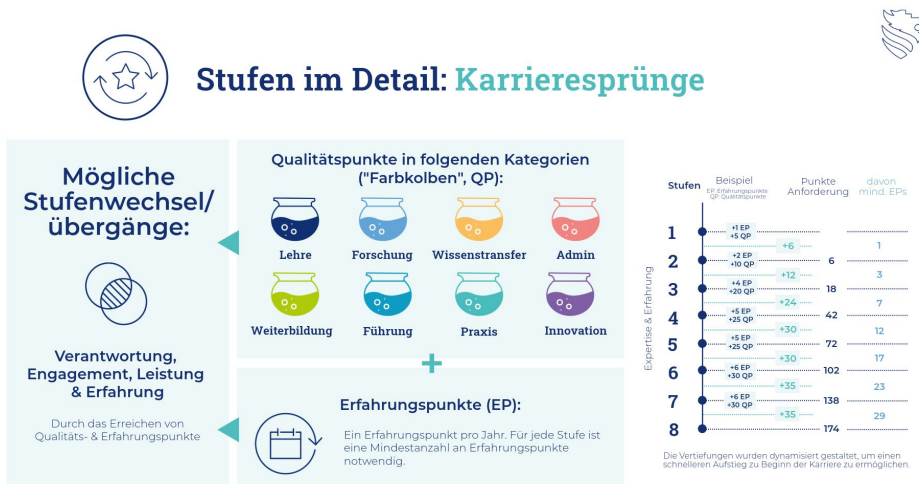 Stufen im Detail: Karrieresprünge
Mögliche
Stufenwechsel/
übergänge:
Verantwortung,
Engagement, Leistung
& Erfahrung
Durch das Erreichen von
Qualitäts- & Erfahrungspunkte
Qualitätspunkte in folgenden Kategorien
("Farbkolben", QP):
Lehre Forschung Wissenstransfer Admin
Weiterbildung Führung Praxis Innovation
+
Erfahrungspunkte (EP):
Ein Erfahrungspunkt pro Jahr. Für jede Stufe ist
eine Mindestanzahl an Erfahrungspunkte
notwendig.
Expertise & Erfahrung
Stufen Beispiel Punkte davon
EP: Erfahrungspunkte Anforderung mind. EPs
QP: Qualitätspunkte
1 +1 EP
+5 QP
+6 1
2 +2 EP 6
+10 QP
+12 3
3 +4 EP 18
+20 QP
+24 7
4 +5 EP 42
+25 QP
+30 12
5 +5 EP 72
+25 QP
+30 17
6 +6 EP 102
+30 QP
+35 23
7 +6 EP 138
+30 QP
+35 29
8 174
Die Vertiefungen wurden dynamisiert gestaltet, um einen
schnelleren Aufstieg zu Beginn der Karriere zu ermöglichen.